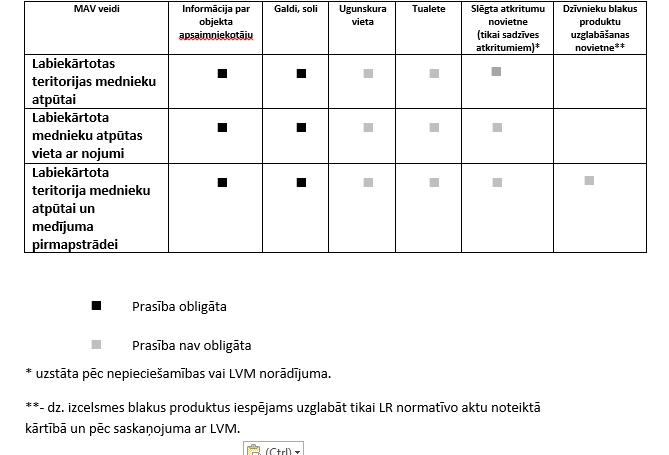 MAV veidi
Informācija par
objekta
apsaimniekotāju
Galdi, soli
Ugunskura
vieta
Tualete
Slēgta atkritumu
novietne
(tikai sadzīves
atkritumiem)*
Dzīvnieku blakus
produktu
uzglabāšanas
novietne**
Labiekārtotas
teritorijas mednieku
atpūtai
■ ■ ■ ■ ■
Labiekārtota
mednieku atpūtas
vieta ar nojumi
■ ■ ■ ■ ■
Labiekārtota
teritorija mednieku
atpūtai un
medījuma
pirmapstrādei
■ ■ ■ ■ ■ ■
■ Prasība obligāta
■ Prasība nav obligāta
* uzstāta pēc nepieciešamības vai LVM norādījuma.
**- dz. izcelsmes blakus produktus iespējams uzglabāt tikai LR normatīvo aktu noteiktā
kārtībā un pēc saskaņojuma ar LVM.
(Ctrl)